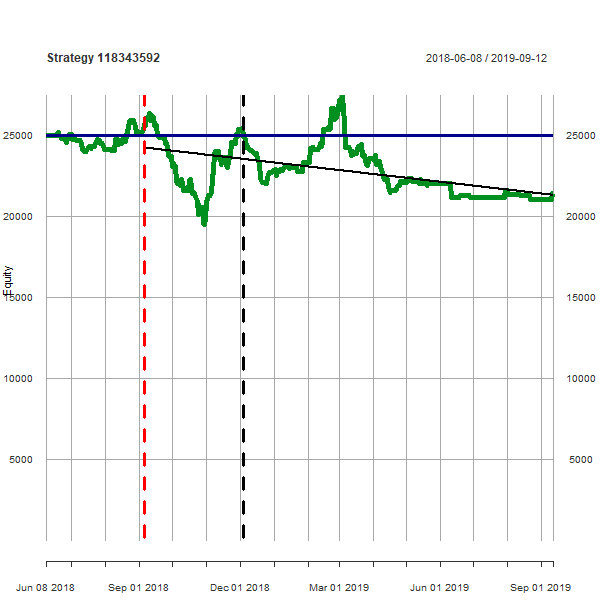 Strategy 118343592
2018-06-08 / 2019-09-12
25000
25000
20000
20000
Equity
15000
15000
10000
10000
5000
5000
Jun 08 2018
Sep 01 2018
Dec 01 2018
Mar 01 2019
Jun 01 2019
Sep 01 2019